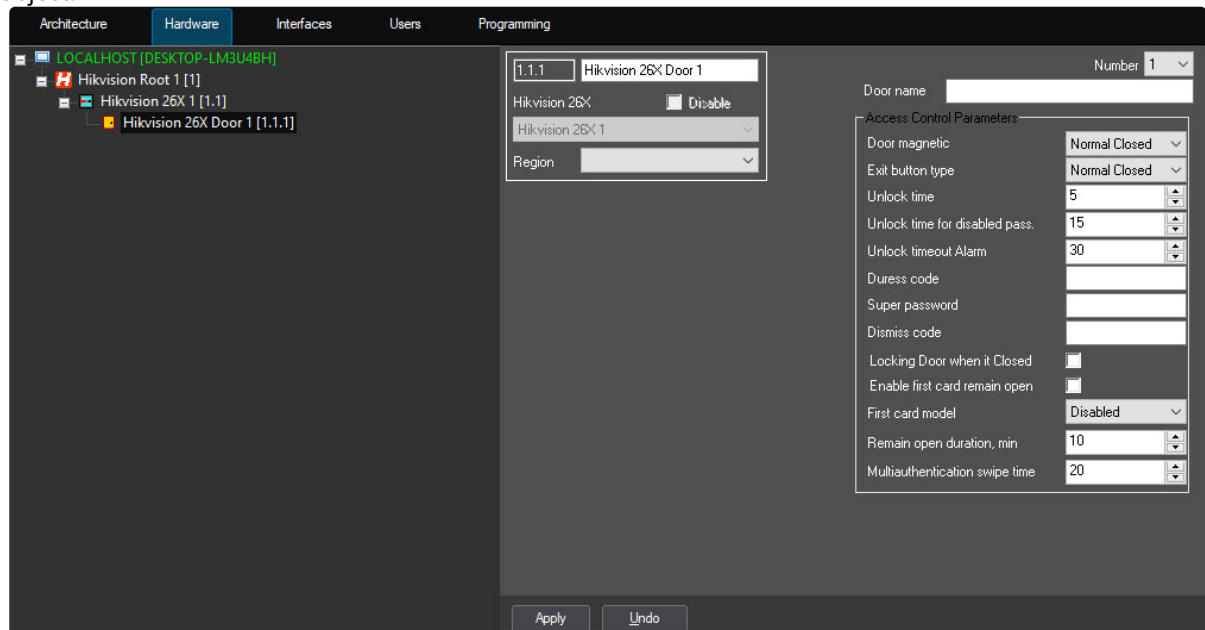 Architecture Hardware Interfaces Users Programming
LOCALHOST [DESKTOP-LM3U4BH]
Hikvision Root 1 [1]
Hikvision 26X 1 [1.1]
Hikvision 26X Door 1 [1.1.1]
1.1.1 Hikvision 26X Door 1
Hikvision 26X Disable
Hikvision 26X 1
Region
Number 1
Door name
Access Control Parameters
Door magnetic Normal Closed
Exit button type Normal Closed
Unlock time 5
Unlock time for disabled pass. 15
Unlock timeout Alarm 30
Duress code
Super password
Dismiss code
Locking Door when it Closed
Enable first card remain open
First card model Disabled
Remain open duration, min 10
Multiauthentication swipe time 20
Apply Undo